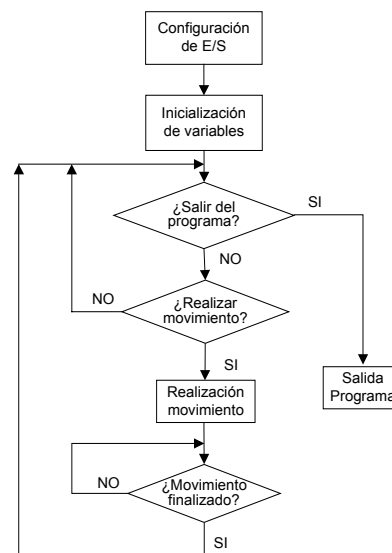 Configuración
de E/S
Inicialización
de variables
¿Salir del
programa?
SI
NO
¿Realizar
movimiento?
NO
SI
Realización
movimiento
Salida
Programa
¿Movimiento
finalizado?
NO
SI